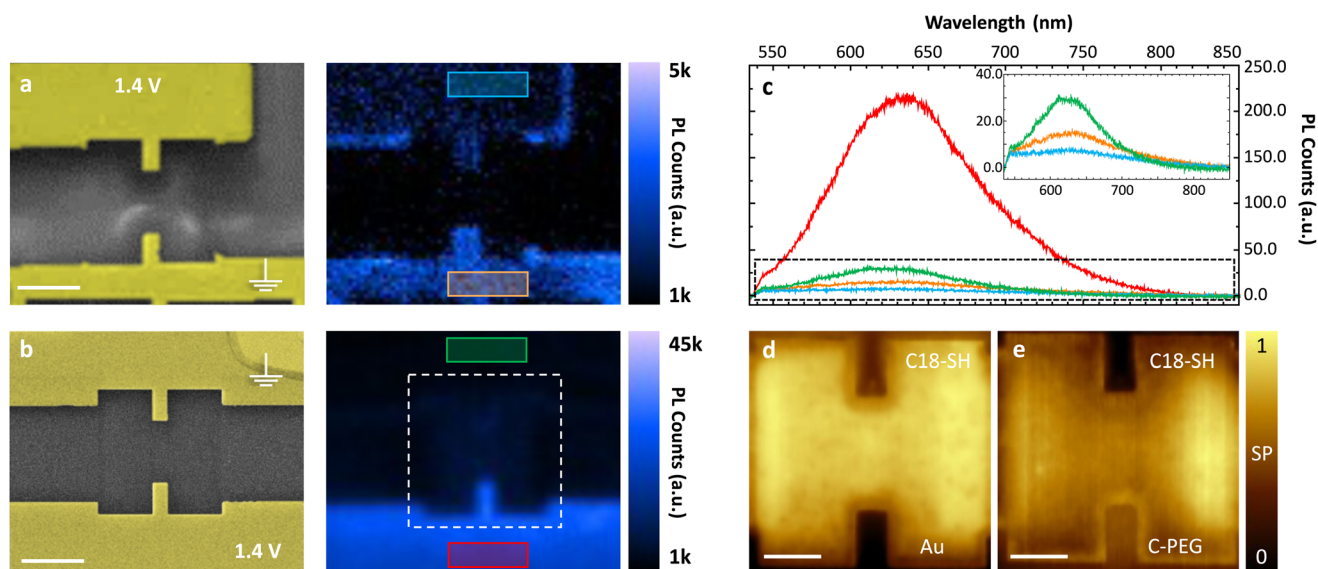 a
1.4 V
5k
PL Counts (a.u.)
1k
b
1.4 V
45k
PL Counts (a.u.)
1k
Wavelength (nm)
550 600 650 700 750 800 850
c
250.0
200.0
150.0
100.0
50.0
0.0
PL Counts (a.u.)
40.0
20.0
0.0
600 700 800
d
C18-SH
Au
e
C18-SH
C-PEG
1
SP
0